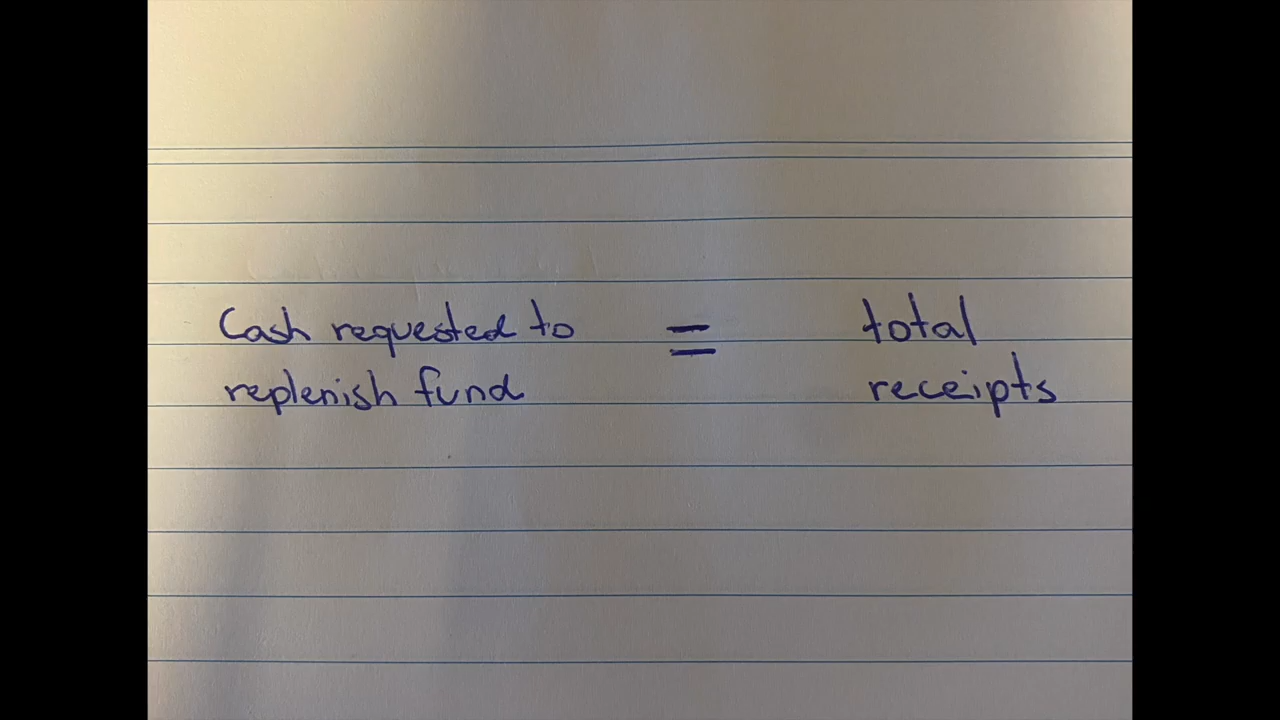 Cash requested to = total
replenish fund receipts